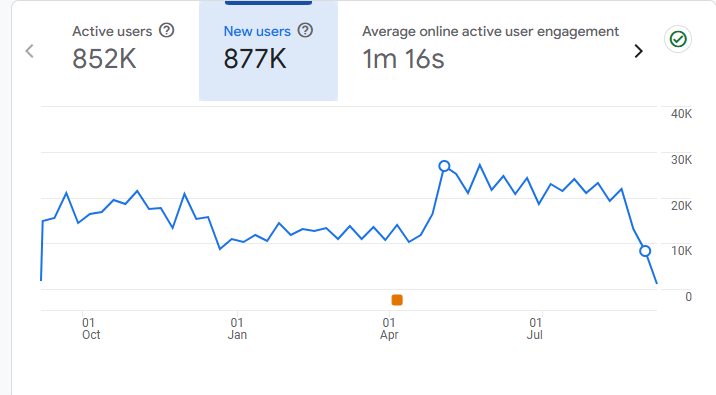 Active users
852K
New users
877K
Average online active user engagement
1m 16s
40K
30K
20K
10K
0
01
Oct
01
Jan
01
Apr
01
Jul